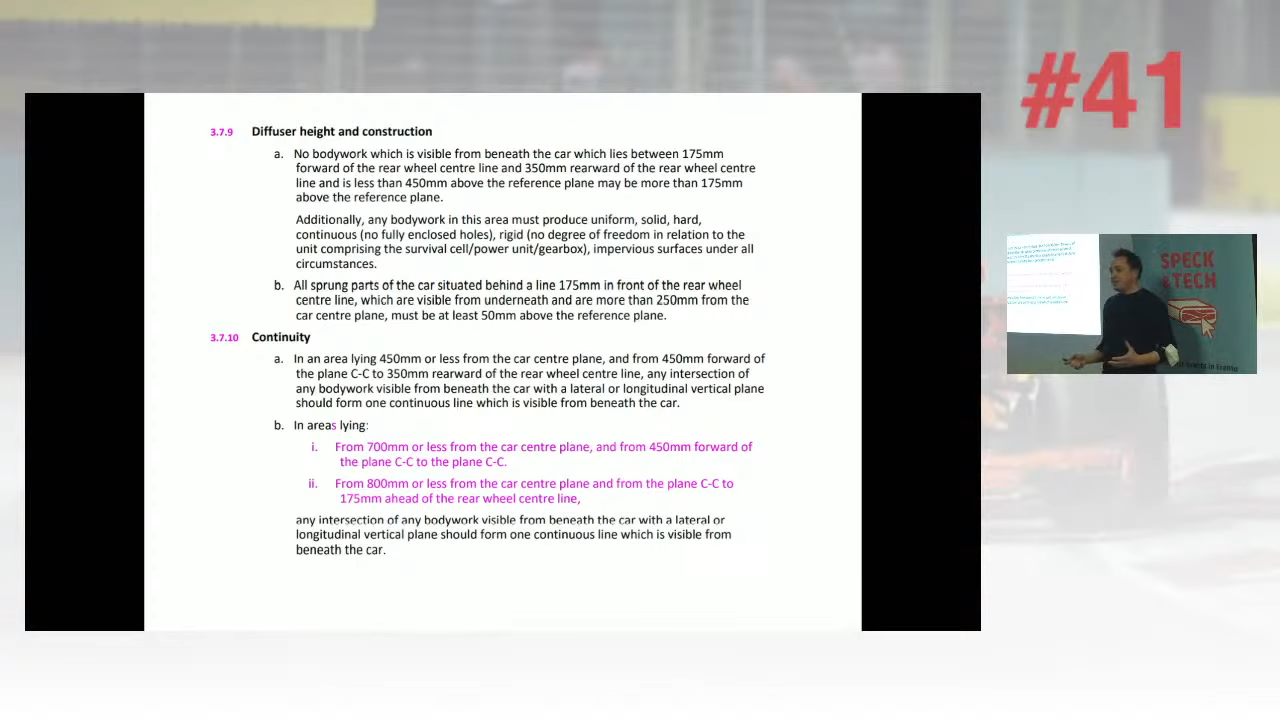 #41
3.7.9 Diffuser height and construction
a. No bodywork which is visible from beneath the car which lies between 175mm
forward of the rear wheel centre line and 350mm rearward of the rear wheel centre
line and is less than 450mm above the reference plane may be more than 175mm
above the reference plane.
Additionally, any bodywork in this area must produce uniform, solid, hard,
continuous (no fully enclosed holes), rigid (no degree of freedom in relation to the
unit comprising the survival cell/power unit/gearbox), impervious surfaces under all
circumstances.
b. All sprung parts of the car situated behind a line 175mm in front of the rear wheel
centre line, which are visible from underneath and are more than 250mm from the
car centre plane, must be at least 50mm above the reference plane.
3.7.10 Continuity
a. In an area lying 450mm or less from the car centre plane, and from 450mm forward of
the plane C-C to 350mm rearward of the rear wheel centre line, any intersection of
any bodywork visible from beneath the car with a lateral or longitudinal vertical plane
should form one continuous line which is visible from beneath the car.
b. In areas lying:
i. From 700mm or less from the car centre plane, and from 450mm forward of
the plane C-C to the plane C-C.
ii. From 800mm or less from the car centre plane and from the plane C-C to
175mm ahead of the rear wheel centre line,
any intersection of any bodywork visible from beneath the car with a lateral or
longitudinal vertical plane should form one continuous line which is visible from
beneath the car.
SPECK
&TECH